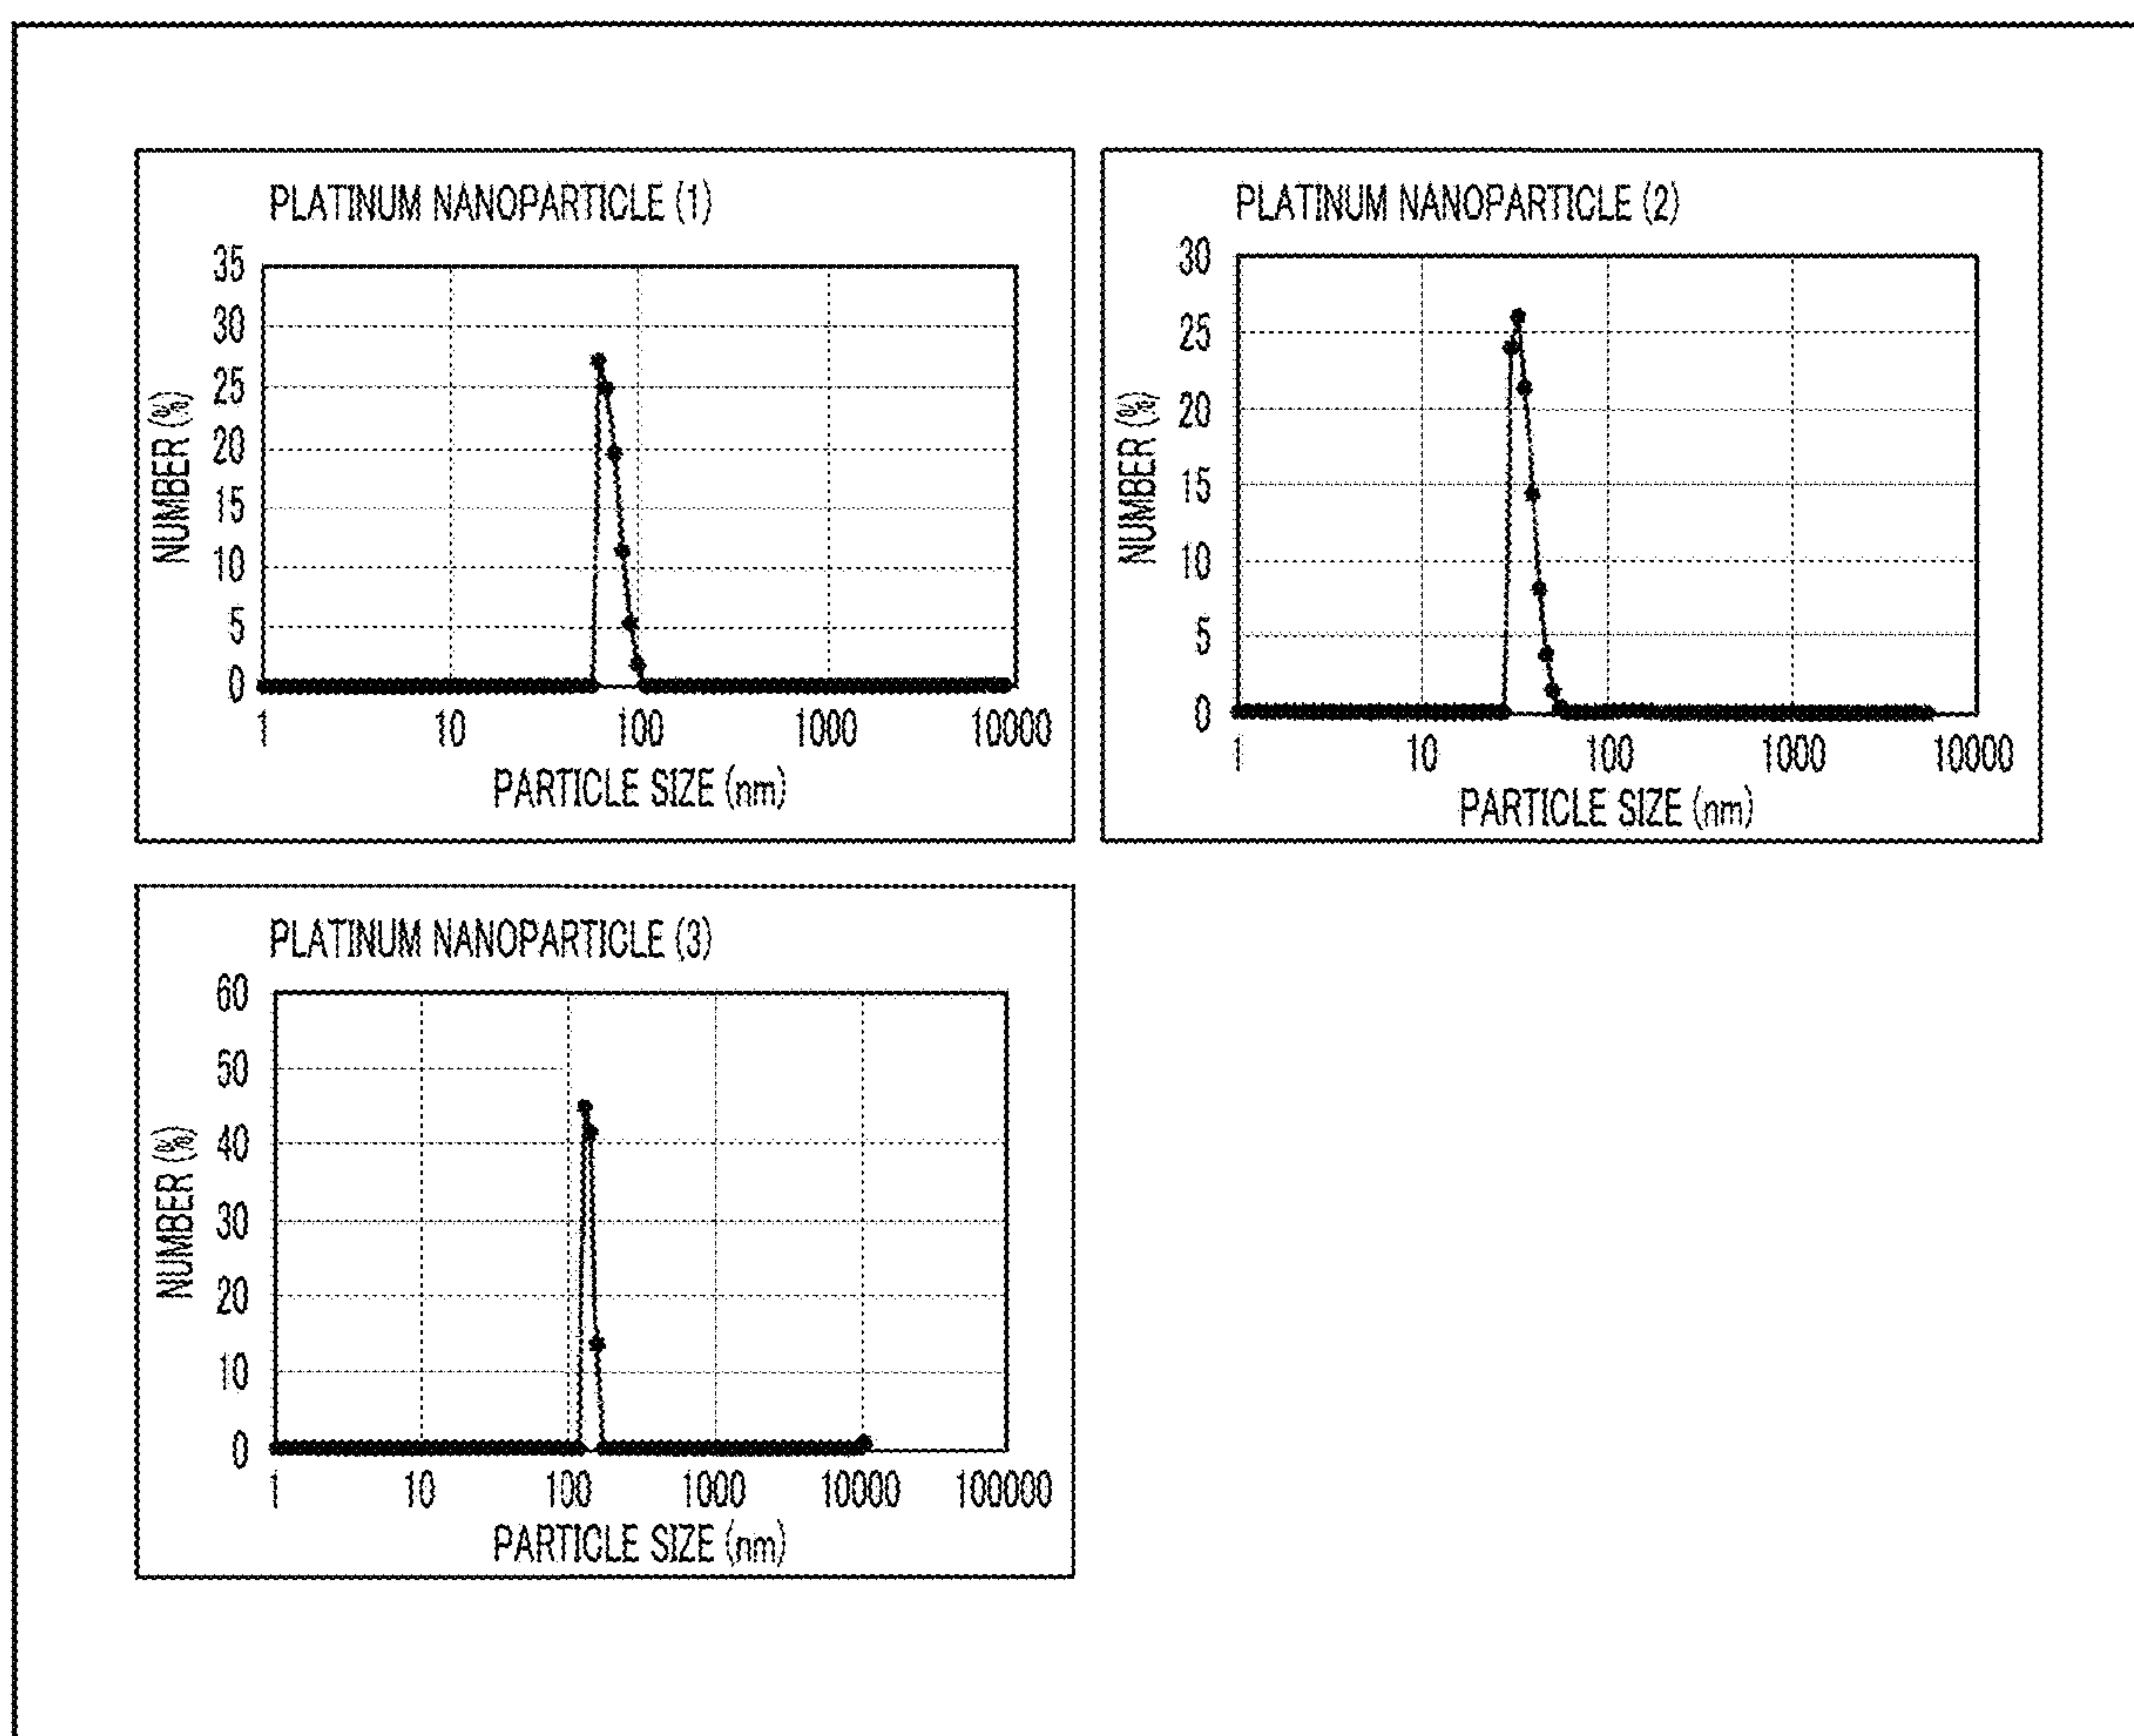 PLATINUM NANOPARTICLE (1)
35
30
25
20
15
10
5
0
NUMBER (%)
1 10 100 1000 10000
PARTICLE SIZE (nm)
PLATINUM NANOPARTICLE (2)
30
25
20
15
10
5
0
NUMBER (%)
1 10 100 1000 10000
PARTICLE SIZE (nm)
PLATINUM NANOPARTICLE (3)
60
50
40
30
20
10
0
NUMBER (%)
1 10 100 1000 10000 100000
PARTICLE SIZE (nm)